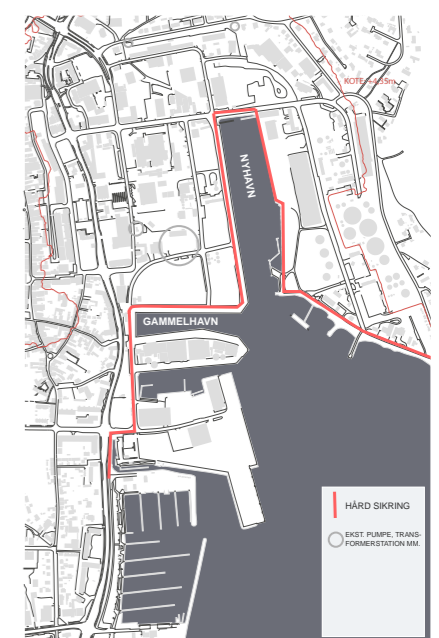 KOTE +4.35m
NYHAVN
GAMMELHAVN
HÅRD SIKRING
EKST. PUMPE, TRANS-
FORMERSTATION MM.